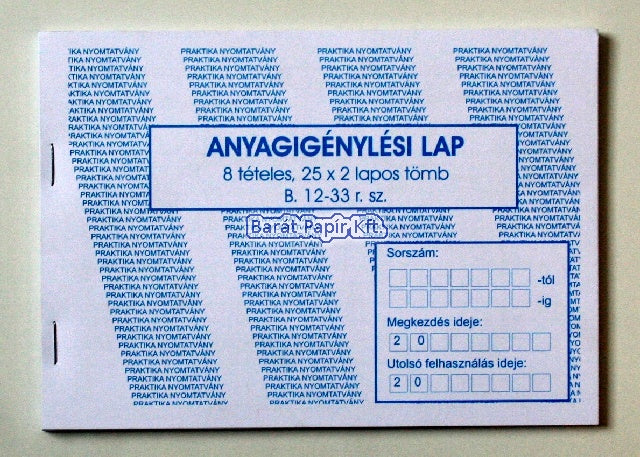 PRAKTIKA NYOMTATVÁNY
ANYAGIGÉNYLÉSI LAP
8 tételes, 25 x 2 lapos tömb
B. 12-33 r. sz.
Barát Papír Kft.
Sorszám:
-tól
-ig
Megkezdés ideje:
2 0
Utolsó felhasználás ideje:
2 0